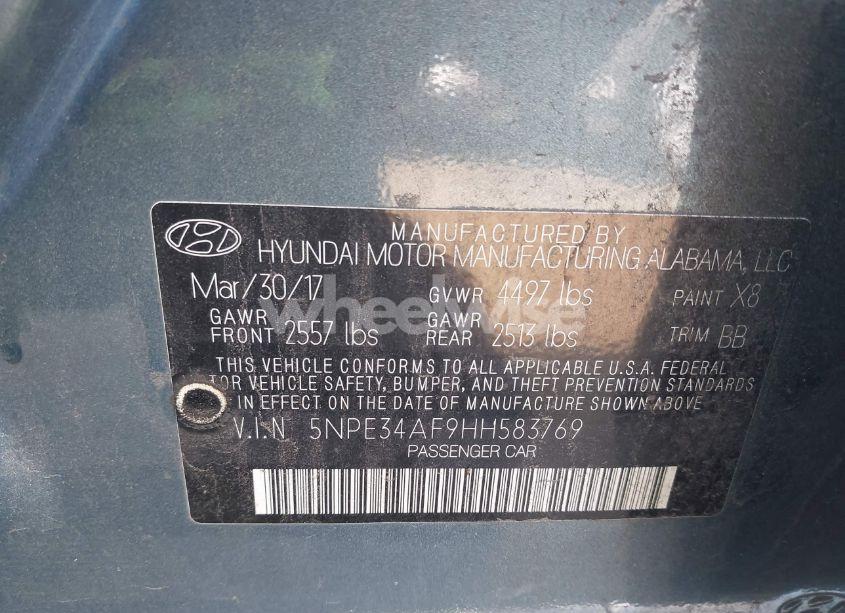 MANUFACTURED BY
HYUNDAI MOTOR MANUFACTURING ALABAMA, LLC
Mar/30/17 GVWR 4497 lbs PAINT X8
GAWR FRONT 2557 lbs GAWR REAR 2513 lbs TRIM BB
wheelwise
THIS VEHICLE CONFORMS TO ALL APPLICABLE U.S.A. FEDERAL
TOR VEHICLE SAFETY, BUMPER, AND THEFT PREVENTION STANDARDS
IN EFFECT ON THE DATE OF MANUFACTURE SHOWN ABOVE
V.I.N 5NPE34AF9HH583769
PASSENGER CAR